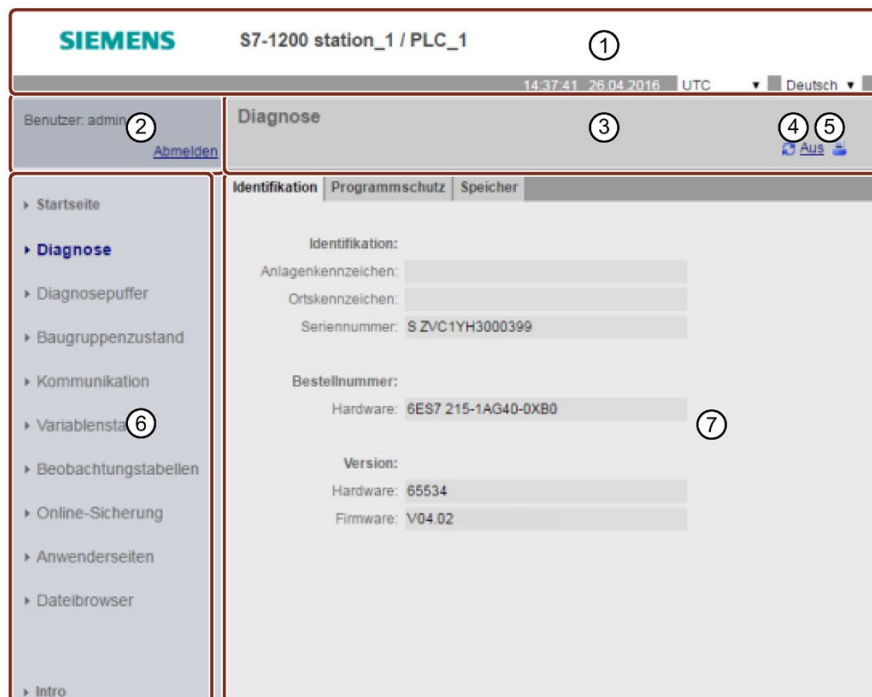 SIEMENS S7-1200 station_1 / PLC_1
1
14:37:41 26.04.2016 UTC Deutsch
Benutzer: admin
2
Abmelden
Diagnose
3
4 5
Aus
Identifikation Programmschutz Speicher
Startseite
Diagnose
Diagnosepuffer
Baugruppenzustand
Kommunikation
6
Beobachtungstabellen
Online-Sicherung
Anwenderseiten
Dateibrowser
Intro
Identifikation:
Anlagenkennzeichen:
Ortskennzeichen:
Seriennummer: S ZVC1YH3000399
Bestellnummer:
Hardware: 6ES7 215-1AG40-0XB0
7
Version:
Hardware: 65534
Firmware: V04.02